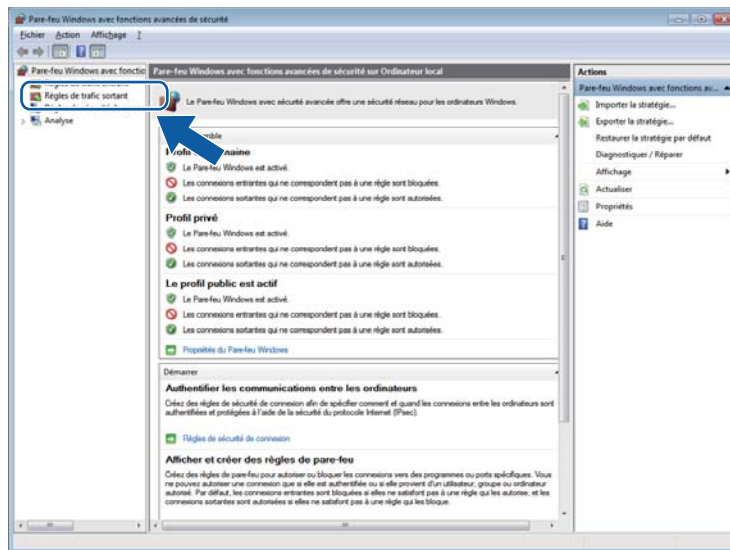 Pare-feu Windows avec fonctions avancées de sécurité
Fichier Action Affichage ?
Pare-feu Windows avec fonctic
Règles de trafic sortant
Analyse
Pare-feu Windows avec fonctions avancées de sécurité sur Ordinateur local
Le Pare-feu Windows avec sécurité avancée offre une sécurité réseau pour les ordinateurs Windows.
Le Pare-feu Windows est activé.
Les connexions entrantes qui ne correspondent pas à une règle sont bloquées.
Les connexions sortantes qui ne correspondent pas à une règle sont autorisées.
Profil privé
Le Pare-feu Windows est activé.
Les connexions entrantes qui ne correspondent pas à une règle sont bloquées.
Les connexions sortantes qui ne correspondent pas à une règle sont autorisées.
Le profil public est actif
Le Pare-feu Windows est activé.
Les connexions entrantes qui ne correspondent pas à une règle sont bloquées.
Les connexions sortantes qui ne correspondent pas à une règle sont autorisées.
Propriétés du Pare-feu Windows
Démarrer
Authentifier les communications entre les ordinateurs
Créez des règles de sécurité de connexion afin de spécifier comment et quand les connexions entre les ordinateurs sont
authentifiées et protégées à l'aide de la sécurité du protocole Internet (IPsec).
Règles de sécurité de connexion
Afficher et créer des règles de pare-feu
Créez des règles de pare-feu pour autoriser ou bloquer les connexions vers des programmes ou ports spécifiques. Vous
ne pouvez autoriser une connexion que si elle est authentifiée ou si elle provient d'un utilisateur, groupe ou ordinateur
autorisé. Par défaut, les connexions entrantes sont bloquées si elles ne satisfont pas à une règle qui les autorise, et les
connexions sortantes sont autorisées si elles ne satisfont pas à une règle qui les bloque.
Actions
Pare-feu Windows avec fonctions av...
Importer la stratégie...
Exporter la stratégie...
Restaurer la stratégie par défaut
Diagnostiquer / Réparer
Affichage
Actualiser
Propriétés
Aide